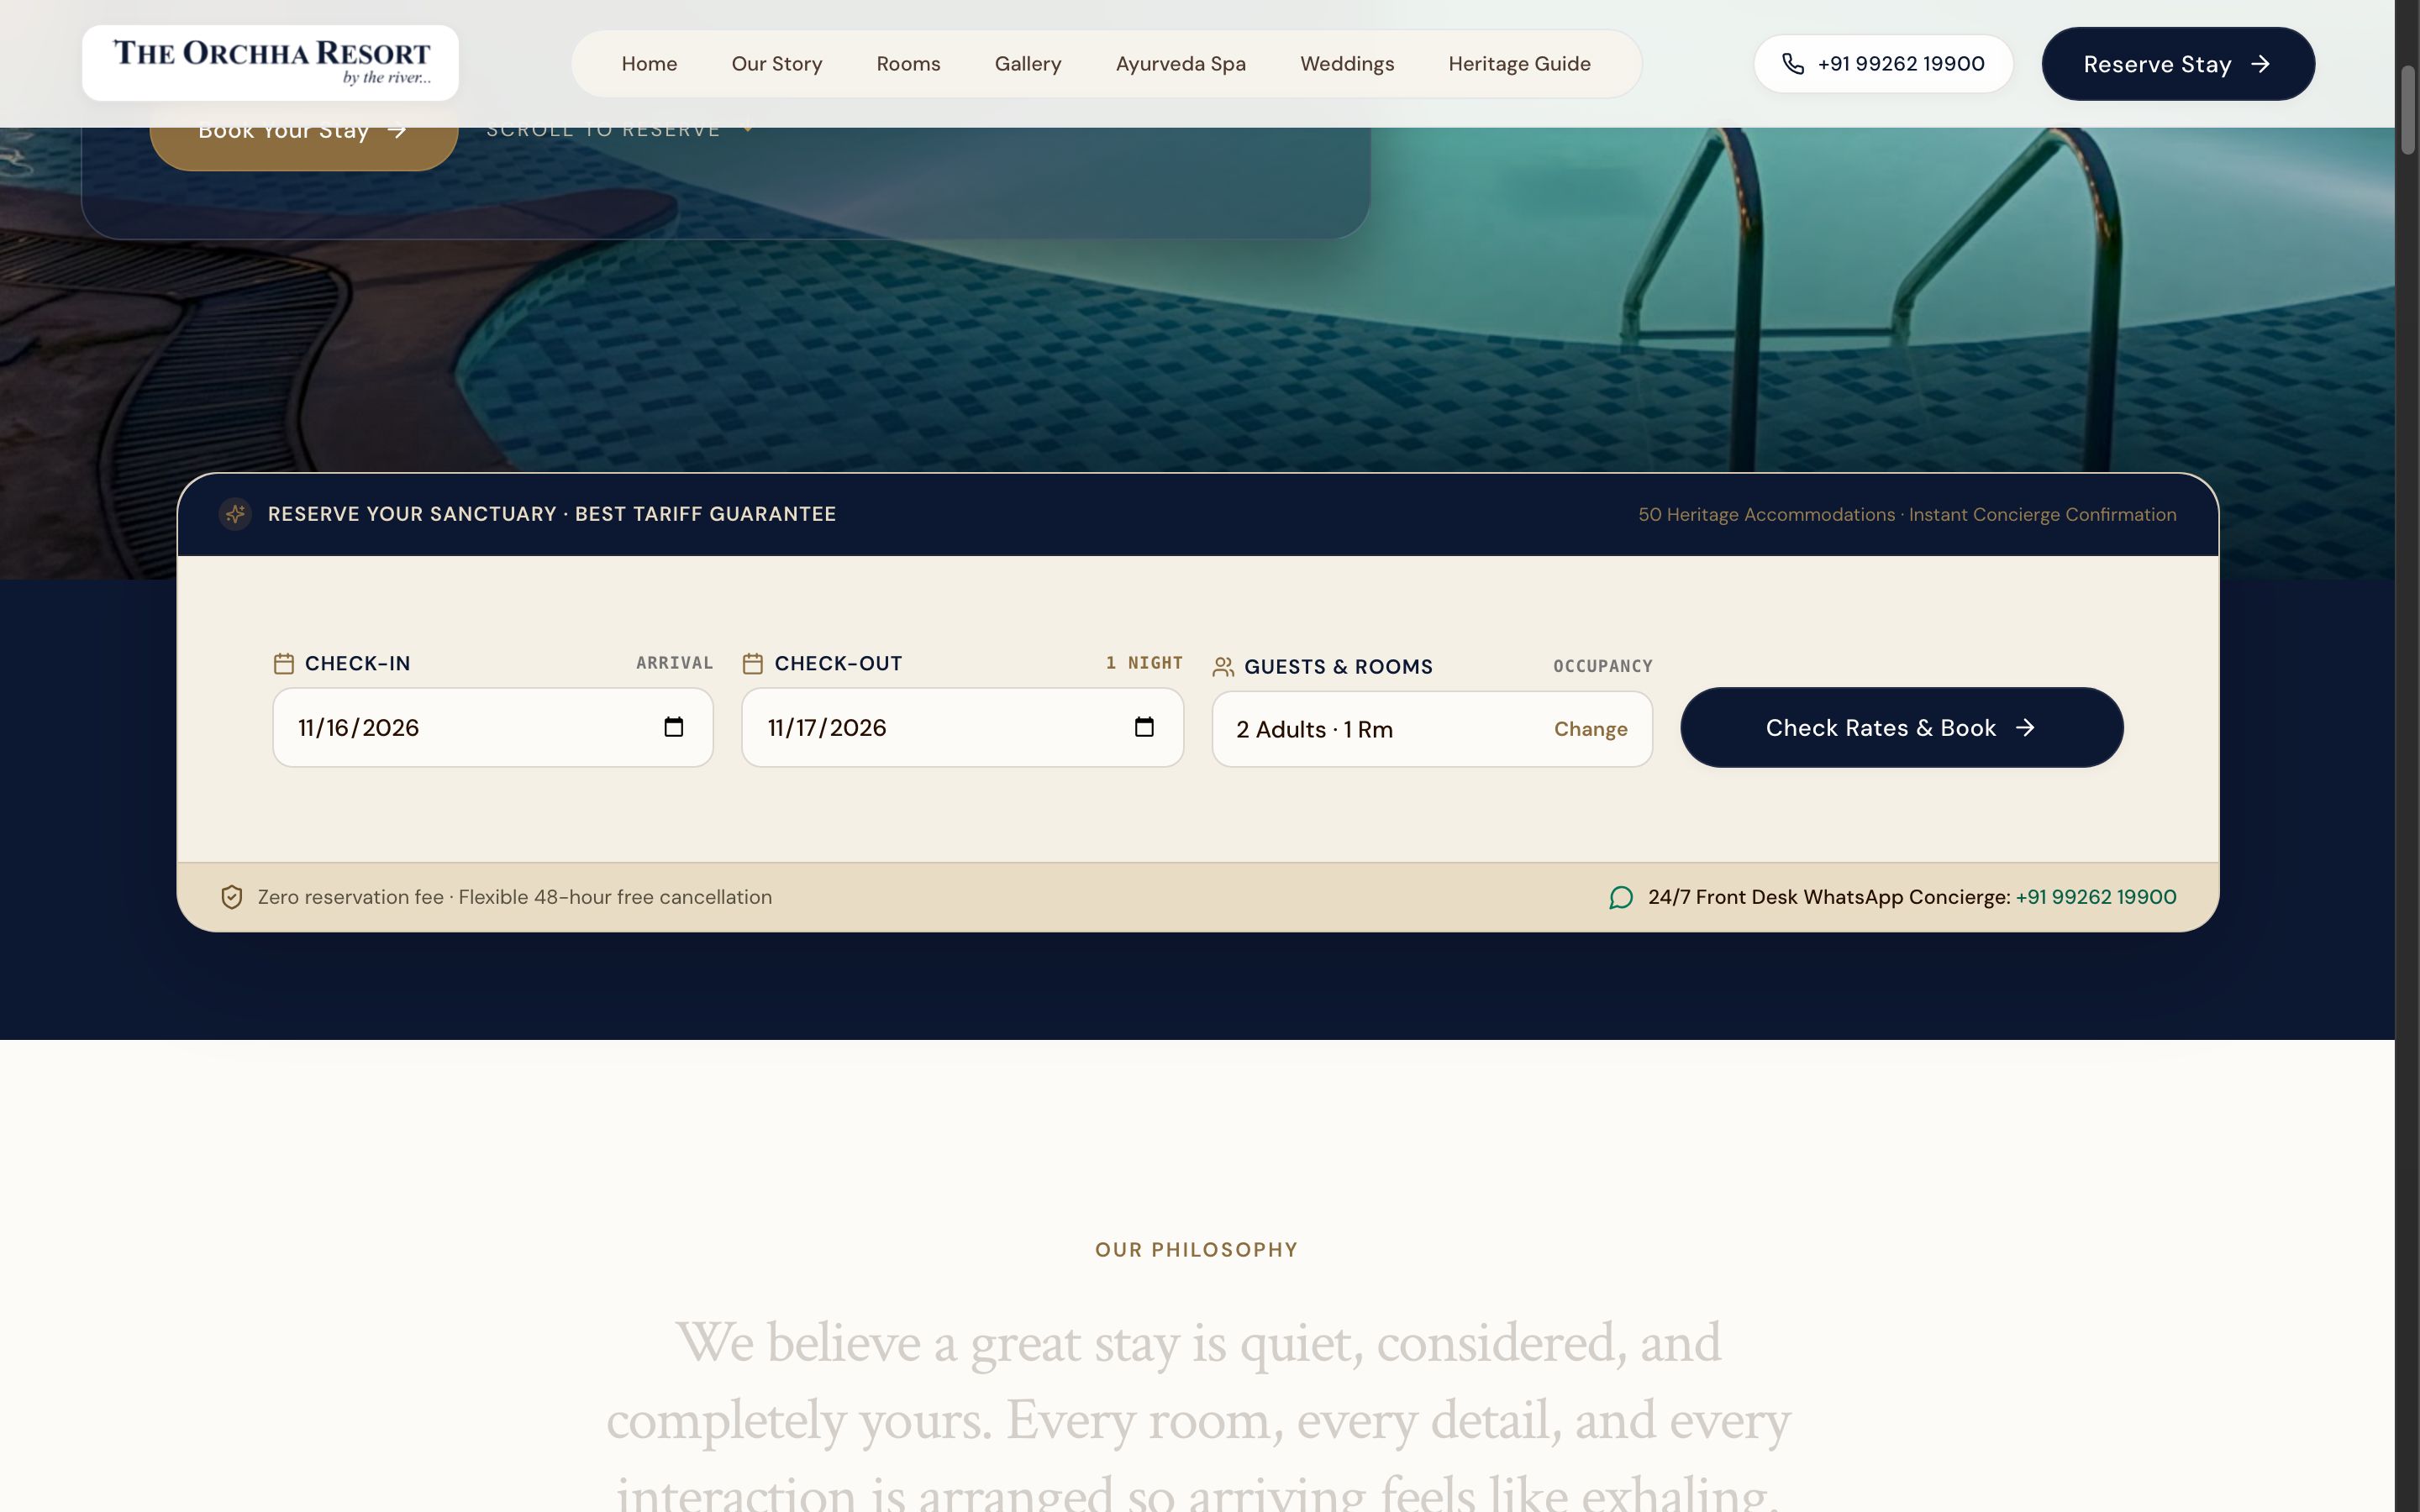 THE ORCHHA RESORT
by the river...
Home Our Story Rooms Gallery Ayurveda Spa Weddings Heritage Guide
+91 99262 19900
Reserve Stay
Book Your Stay
SCROLL TO RESERVE
RESERVE YOUR SANCTUARY · BEST TARIFF GUARANTEE
50 Heritage Accommodations · Instant Concierge Confirmation
CHECK-IN ARRIVAL
11/16/2026
CHECK-OUT 1 NIGHT
11/17/2026
GUESTS & ROOMS OCCUPANCY
2 Adults · 1 Rm Change
Check Rates & Book
Zero reservation fee · Flexible 48-hour free cancellation
24/7 Front Desk WhatsApp Concierge: +91 99262 19900
OUR PHILOSOPHY
We believe a great stay is quiet, considered, and
completely yours. Every room, every detail, and every
interaction is arranged so arriving feels like exhaling.